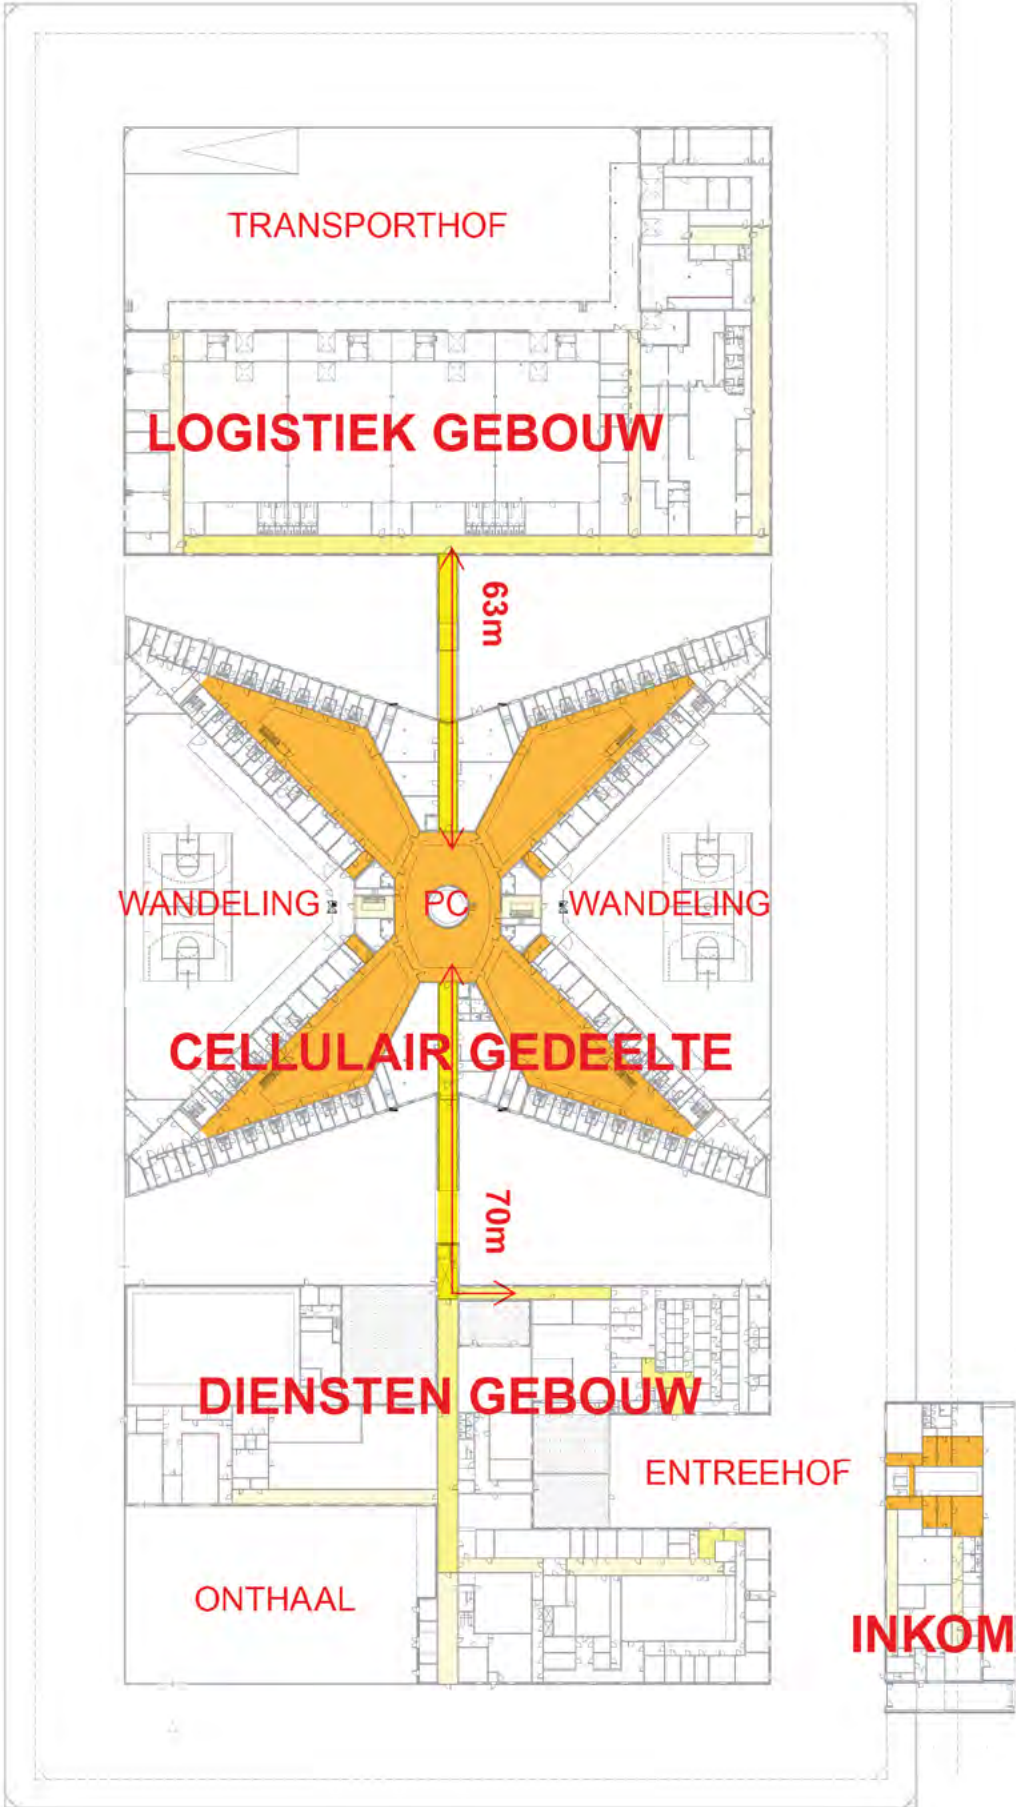 TRANSPORTHOF
LOGISTIEK GEBOUW
63m
WANDELING
PC
WANDELING
CELLULAIR GEDEELTE
70m
DIENSTEN GEBOUW
ENTREEHOF
ONTHAAL
INKOM